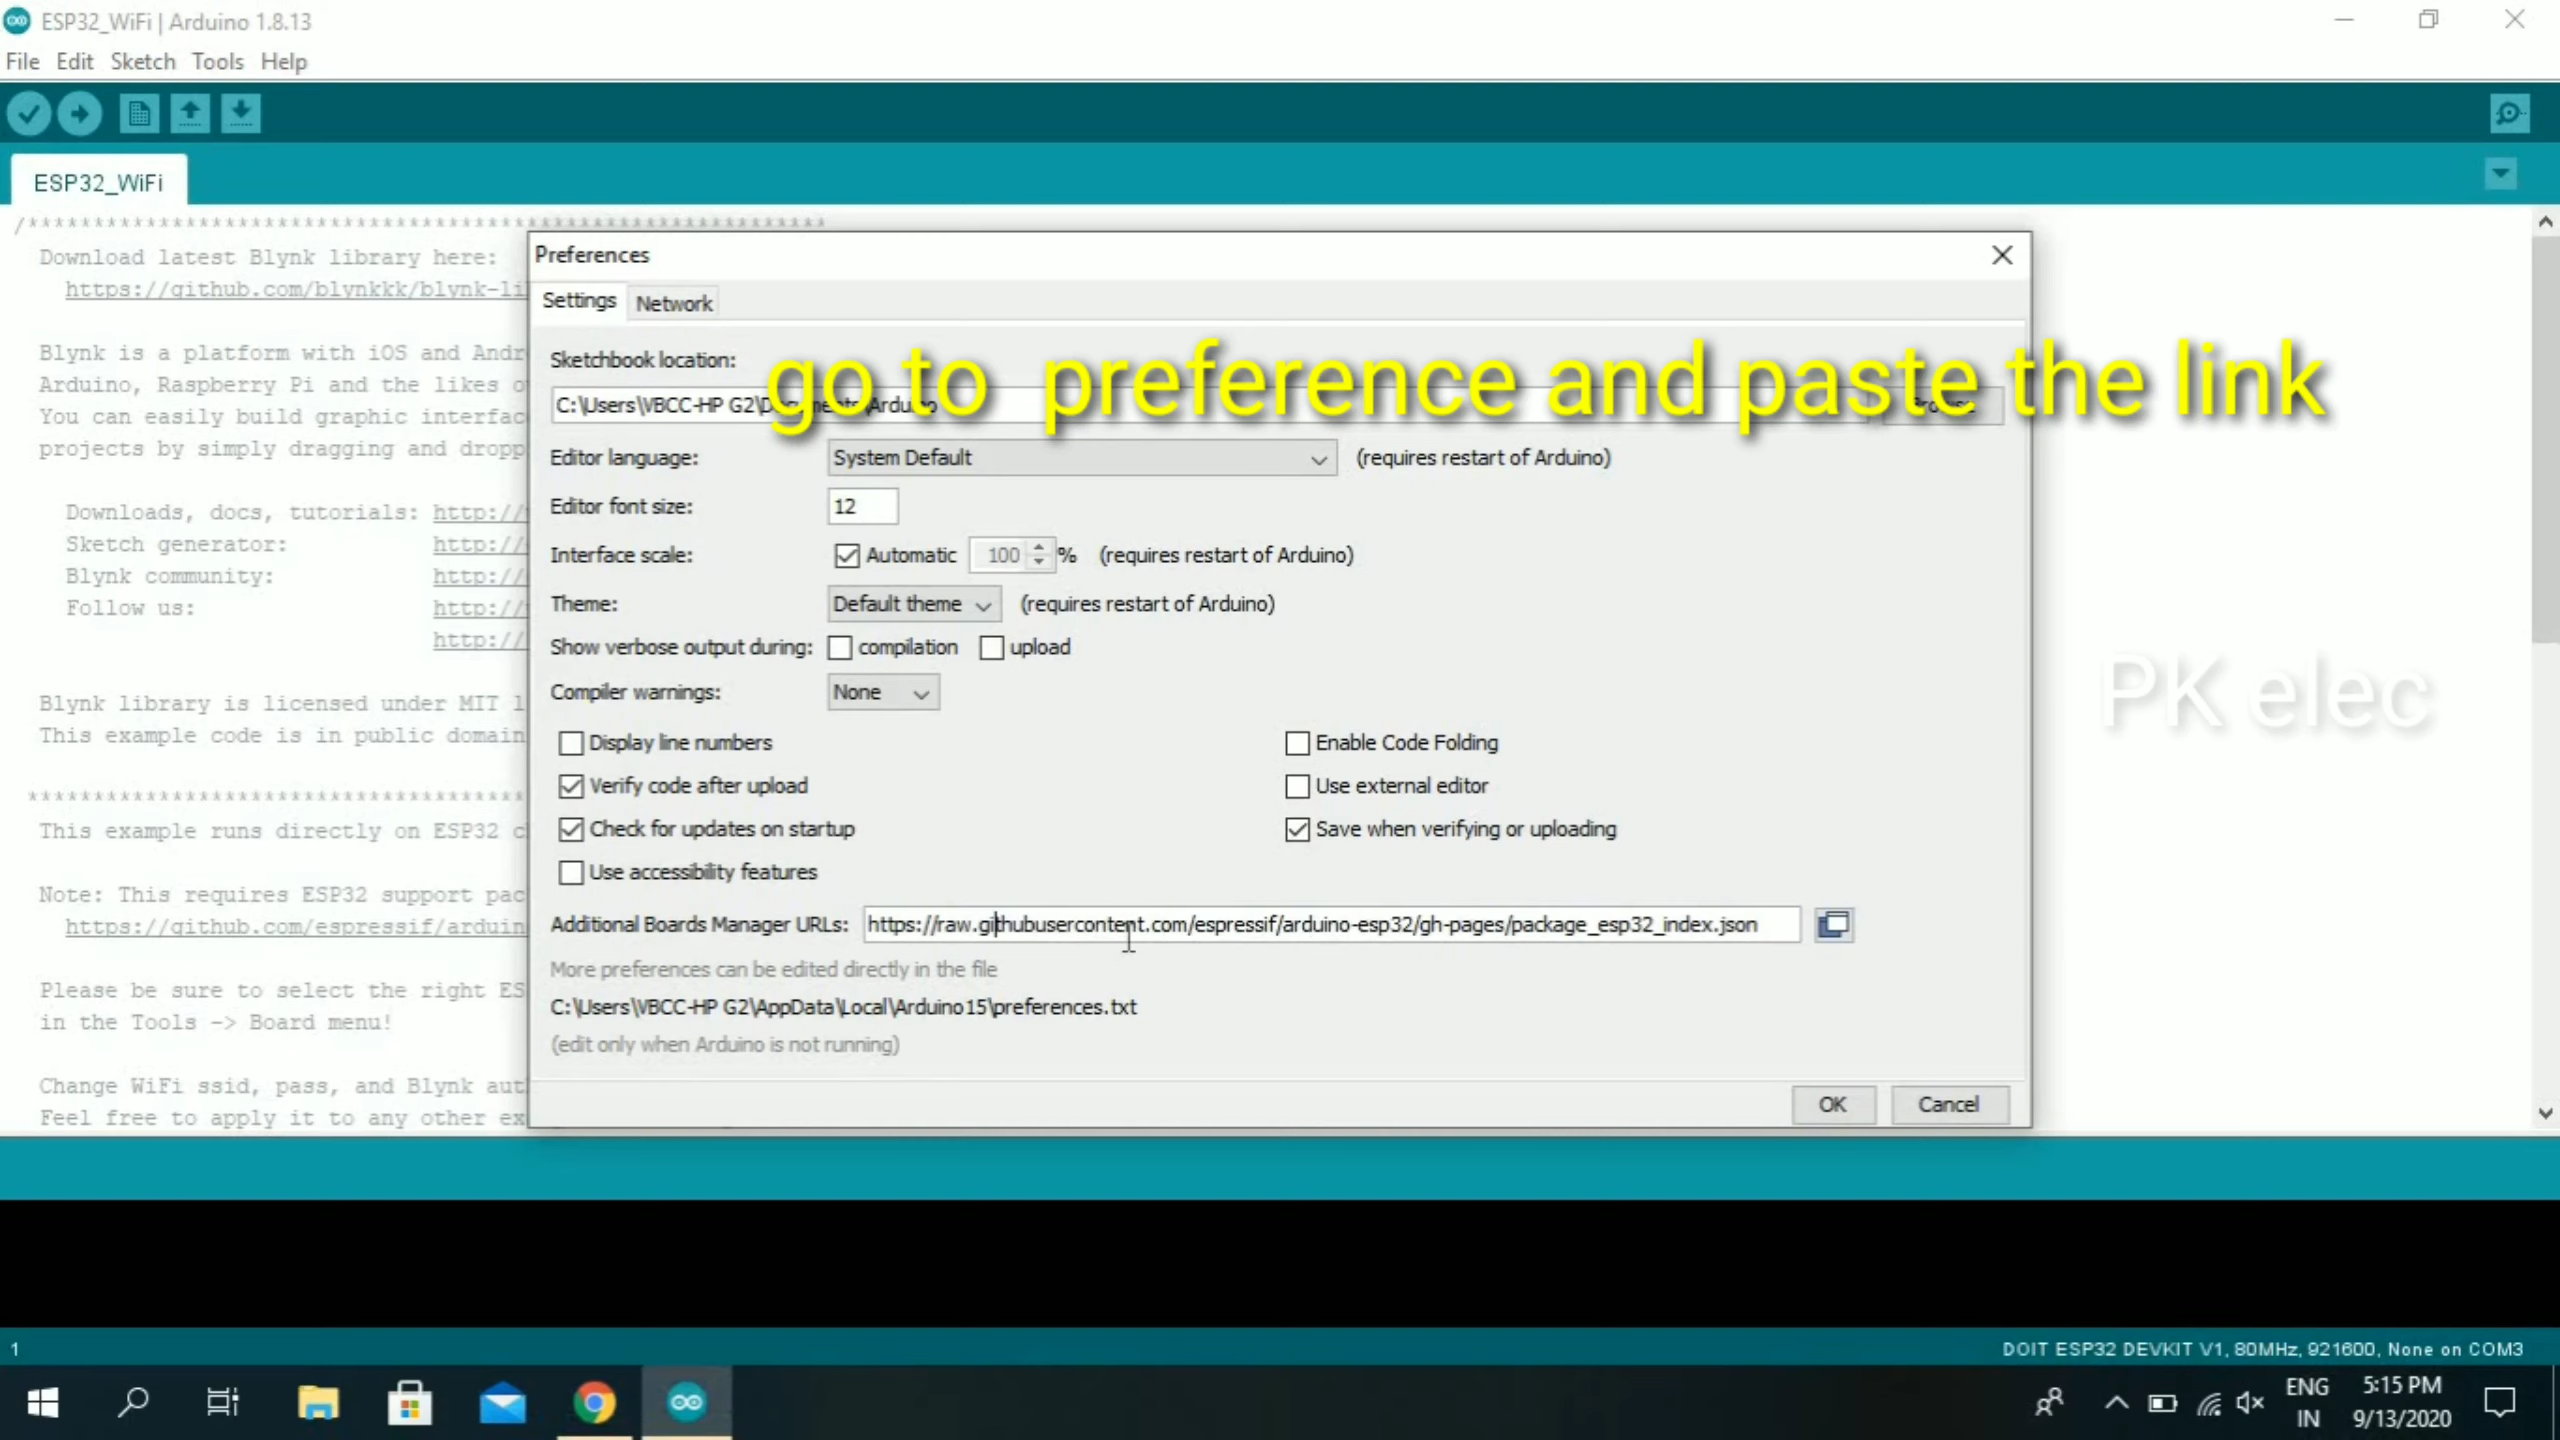 ESP32_WiFi | Arduino 1.8.13
File Edit Sketch Tools Help
ESP32_WiFi
/**************************************************************
Download latest Blynk library here:
https://github.com/blynkkk/blynk-li
Blynk is a platform with iOS and Andr
Arduino, Raspberry Pi and the likes o
You can easily build graphic interfac
projects by simply dragging and dropp
Downloads, docs, tutorials: http://
Sketch generator: http://
Blynk community: http://
Follow us: http://
http://
Blynk library is licensed under MIT l
This example code is in public domain
This example runs directly on ESP32 c
Note: This requires ESP32 support pac
https://github.com/espressif/arduin
Please be sure to select the right ES
in the Tools -> Board menu!
Change WiFi ssid, pass, and Blynk aut
Feel free to apply it to any other ex
Preferences
Settings Network
go to preference and paste the link
Sketchbook location:
C:\Users\VBCC-HP G2\Documents\Arduino
Browse
Editor language: System Default (requires restart of Arduino)
Editor font size: 12
Interface scale: Automatic 100 % (requires restart of Arduino)
Theme: Default theme (requires restart of Arduino)
Show verbose output during: compilation upload
Compiler warnings: None
Display line numbers Enable Code Folding
Verify code after upload Use external editor
Check for updates on startup Save when verifying or uploading
Use accessibility features
Additional Boards Manager URLs: https://raw.githubusercontent.com/espressif/arduino-esp32/gh-pages/package_esp32_index.json
More preferences can be edited directly in the file
C:\Users\VBCC-HP G2\AppData\Local\Arduino15\preferences.txt
(edit only when Arduino is not running)
OK Cancel
PK elec
1 DOIT ESP32 DEVKIT V1, 80MHz, 921600, None on COM3
ENG 5:15 PM
IN 9/13/2020